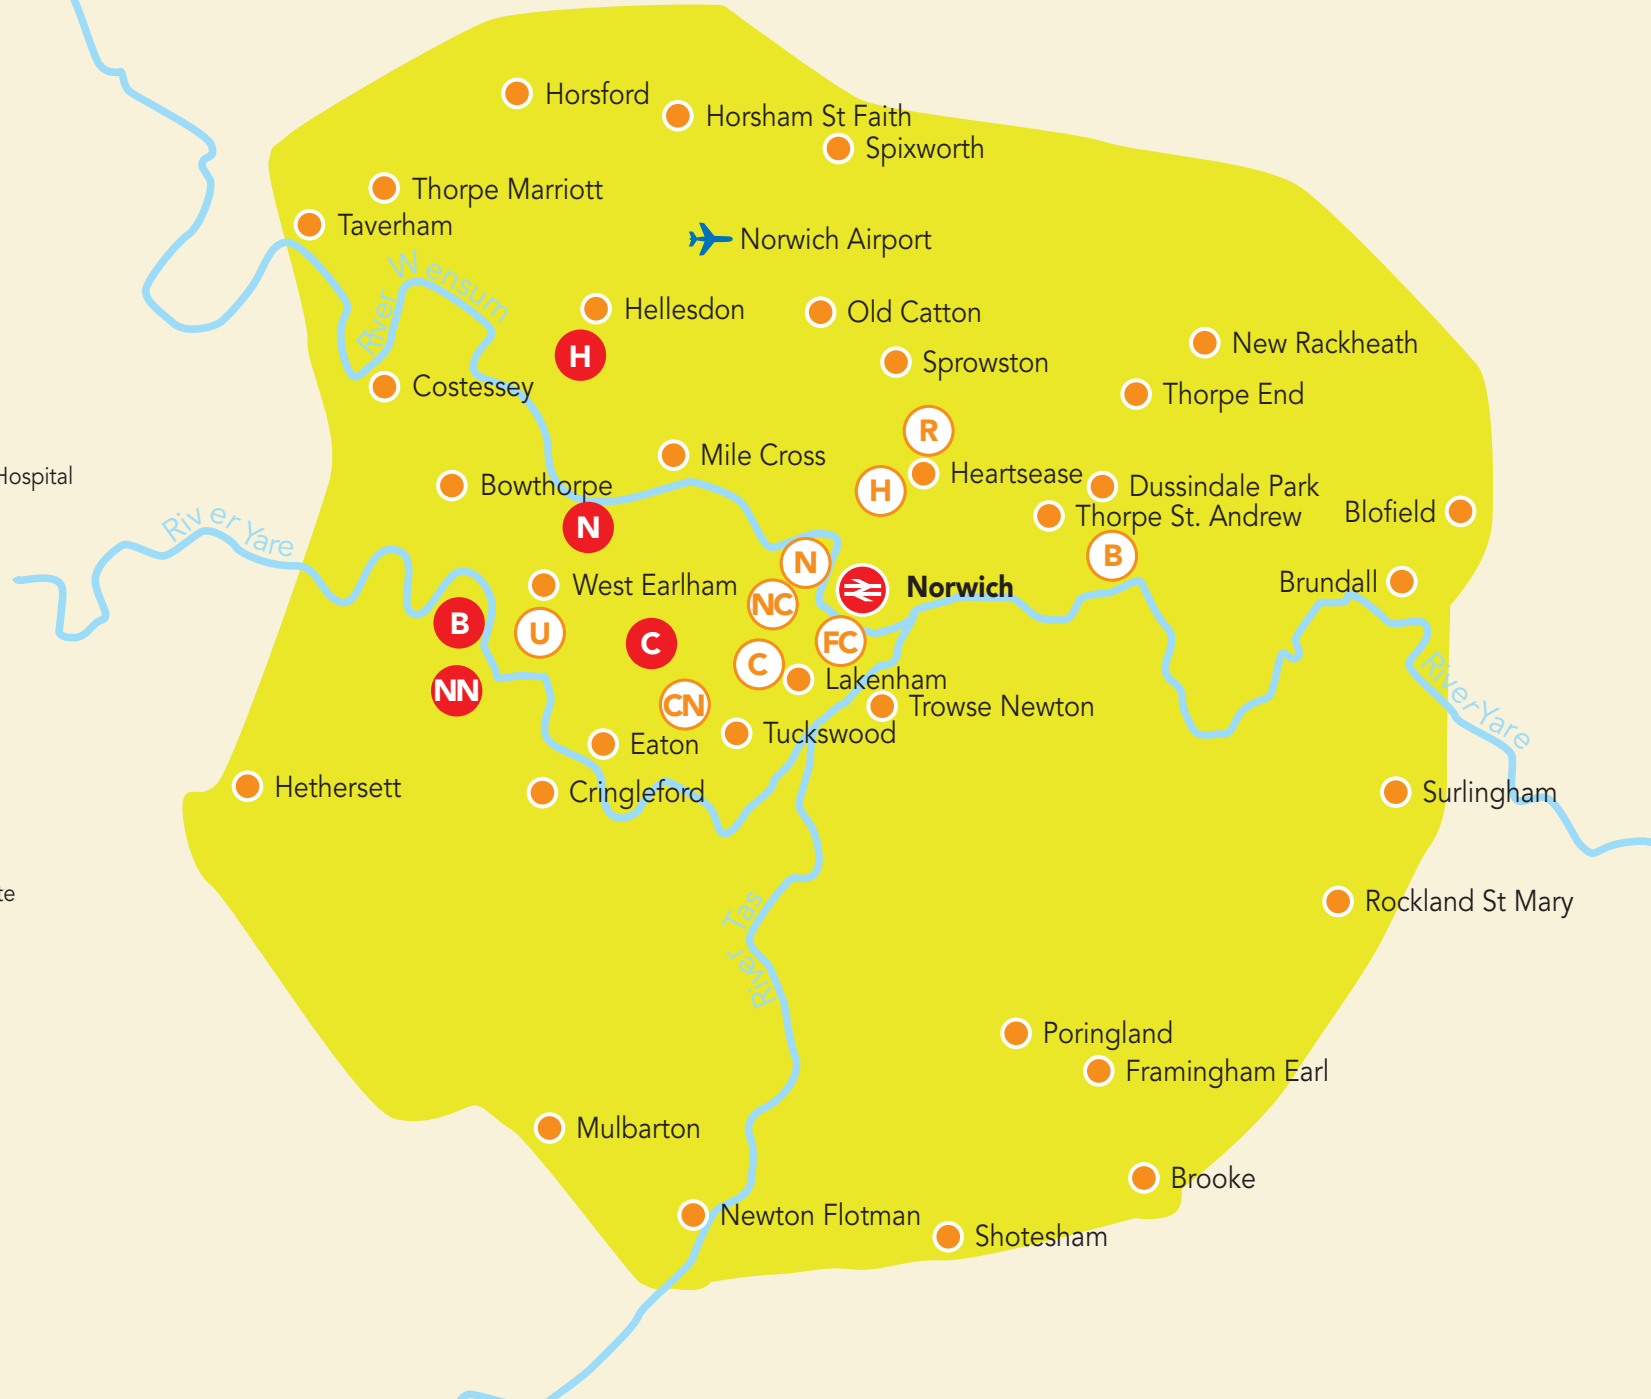 Horsford
Horsham St Faith
Spixworth
Thorpe Marriott
Taverham
Norwich Airport
River Wensum
Hellesdon
Old Catton
H
New Rackheath
Sprowston
Costessey
Thorpe End
R
Mile Cross
Hospital
Heartsease
Bowthorpe
H
Dussindale Park
Thorpe St. Andrew
Blofield
River Yare
N
B
N
West Earlham
Norwich
Brundall
NC
B
U
C
FC
C
Lakenham
NN
CN
Trowse Newton
River Yare
Tuckswood
Eaton
Hethersett
Cringleford
Surlingham
te
Rockland St Mary
River Tas
Poringland
Framingham Earl
Mulbarton
Brooke
Newton Flotman
Shotesham